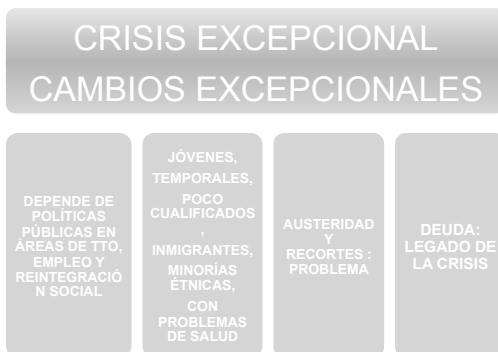 CRISIS EXCEPCIONAL
CAMBIOS EXCEPCIONALES
DEPENDE DE
POLÍTICAS
PÚBLICAS EN
ÁREAS DE TTO,
EMPLEO Y
REINTEGRACIÓ
N SOCIAL
JÓVENES,
TEMPORALES,
POCO
CUALIFICADOS
,
INMIGRANTES,
MINORÍAS
ÉTNICAS,
CON
PROBLEMAS
DE SALUD
AUSTERIDAD
Y
RECORTES :
PROBLEMA
DEUDA:
LEGADO DE
LA CRISIS